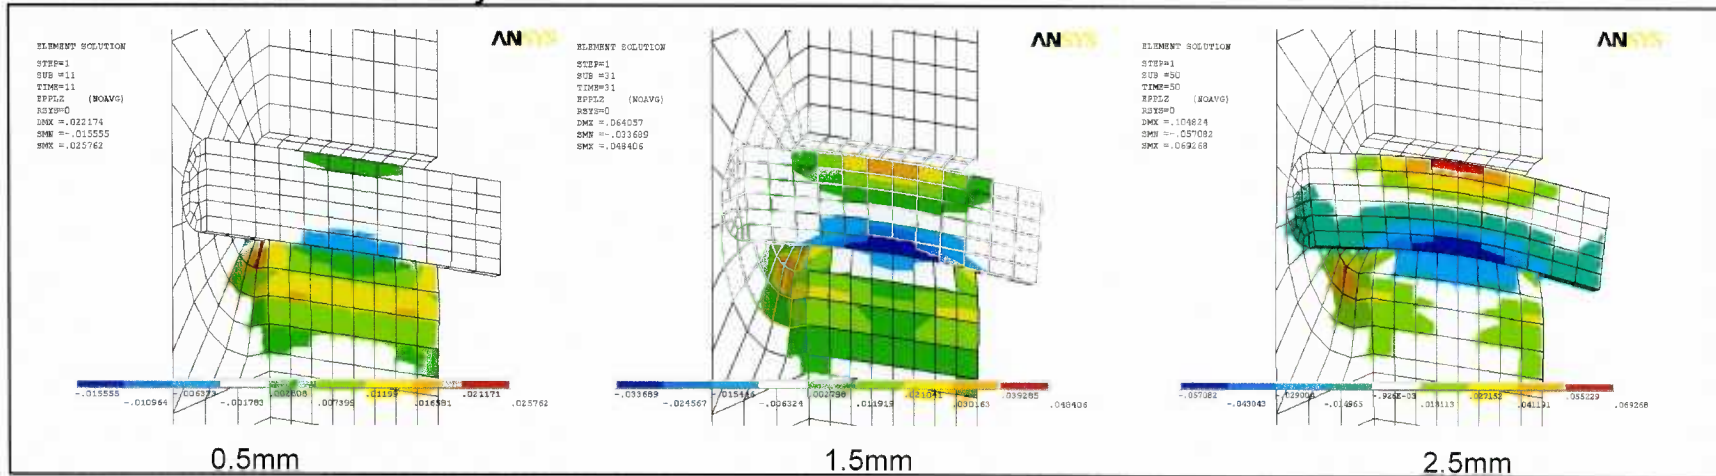 ANSYS
ELEMENT SOLUTION
STEP=1
SUB =11
TIME=11
EPPLZ (NOAVG)
RSYS=0
DMX =.022174
SMN =-.015555
SMX =.025762
-.015555 -.006373 .002808 .01199 .021171
-.010964 -.001783 .007399 .016581 .025762
0.5mm
ANSYS
ELEMENT SOLUTION
STEP=1
SUB =31
TIME=31
EPPLZ (NOAVG)
RSYS=0
DMX =.064057
SMN =-.033689
SMX =.048406
-.033689 -.015446 .002798 .021041 .039285
-.024567 -.006324 .011919 .030163 .048406
1.5mm
ANSYS
ELEMENT SOLUTION
STEP=1
SUB =50
TIME=50
EPPLZ (NOAVG)
RSYS=0
DMX =.104824
SMN =-.057082
SMX =.069268
-.057082 -.029004 -.926E-03 .027152 .055229
-.043043 -.014965 .013113 .041191 .069268
2.5mm